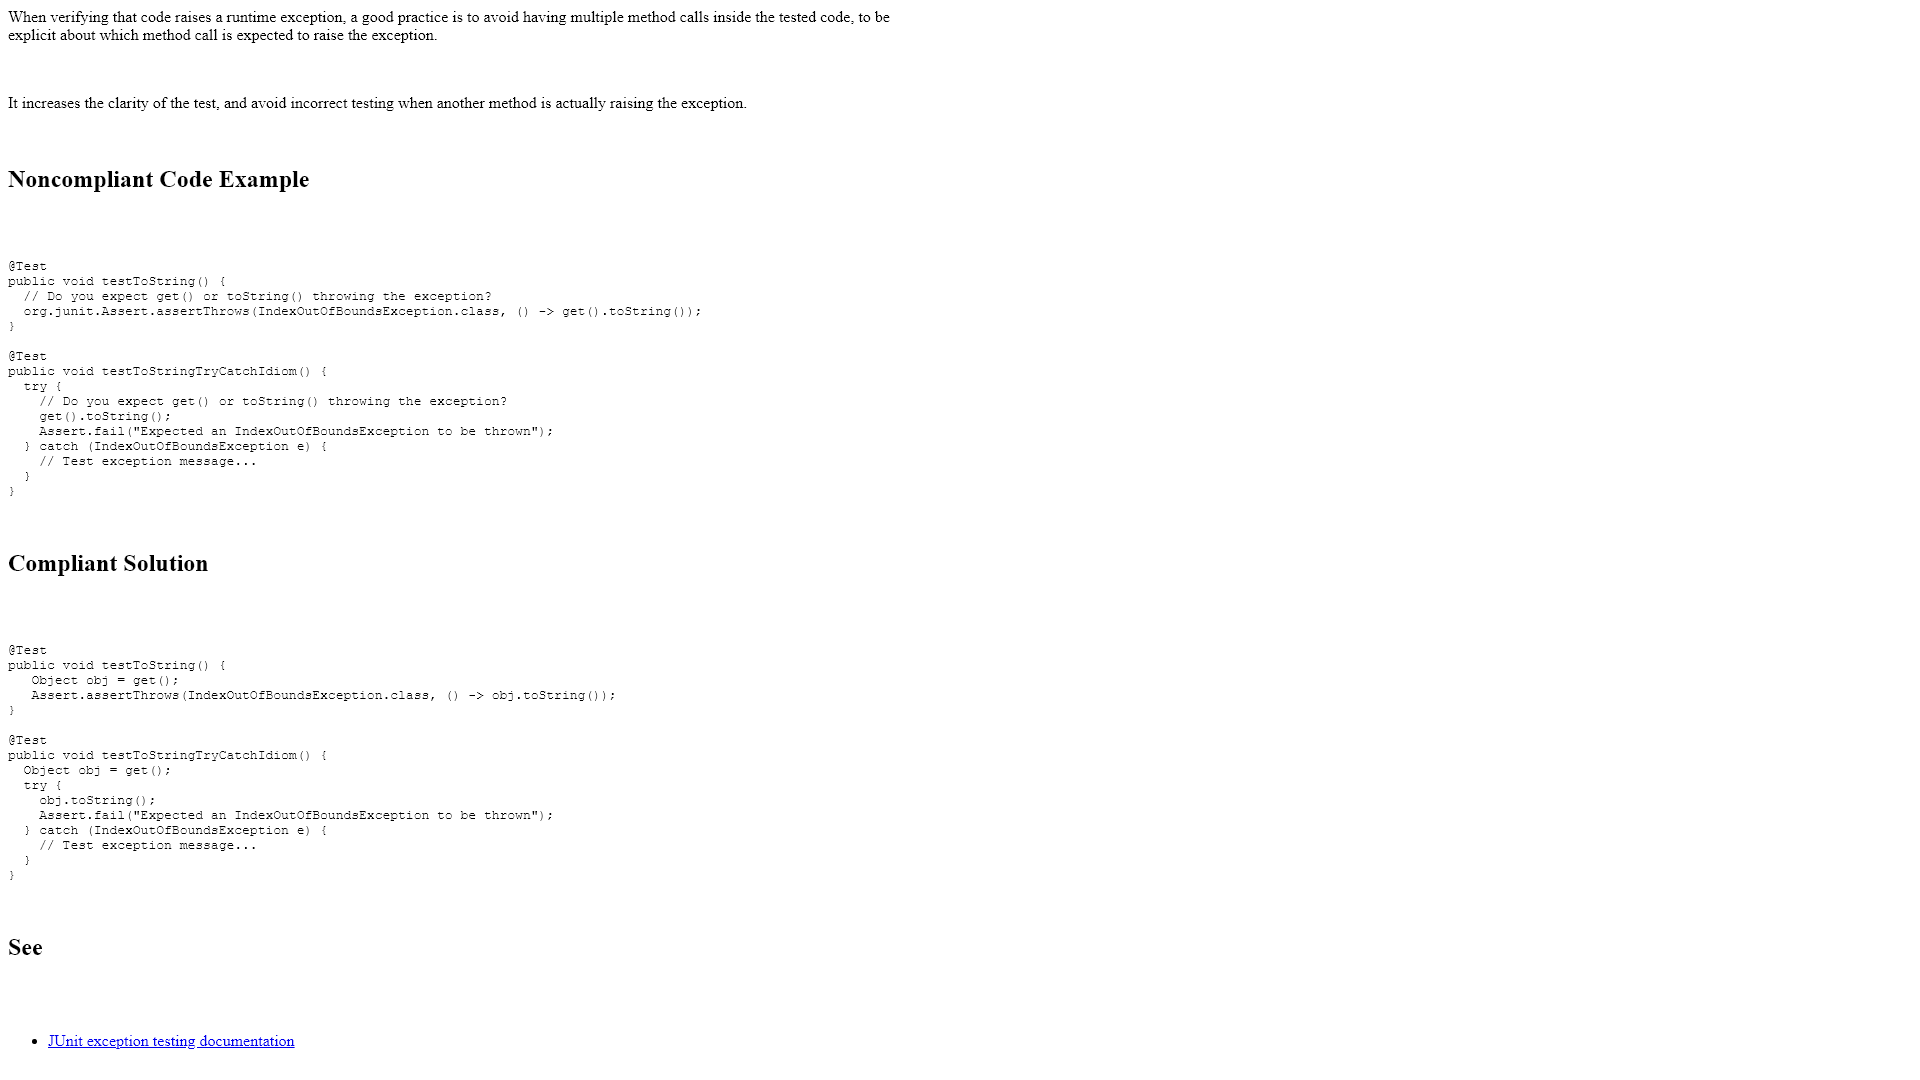 When verifying that code raises a runtime exception, a good practice is to avoid having multiple method calls inside the tested code, to be
explicit about which method call is expected to raise the exception.
It increases the clarity of the test, and avoid incorrect testing when another method is actually raising the exception.
Noncompliant Code Example
@Test
public void testToString() {
  // Do you expect get() or toString() throwing the exception?
  org.junit.Assert.assertThrows(IndexOutOfBoundsException.class, () -> get().toString());
}
@Test
public void testToStringTryCatchIdiom() {
  try {
    // Do you expect get() or toString() throwing the exception?
    get().toString();
    Assert.fail("Expected an IndexOutOfBoundsException to be thrown");
  } catch (IndexOutOfBoundsException e) {
    // Test exception message...
  }
}
Compliant Solution
@Test
public void testToString() {
   Object obj = get();
   Assert.assertThrows(IndexOutOfBoundsException.class, () -> obj.toString());
}
@Test
public void testToStringTryCatchIdiom() {
  Object obj = get();
  try {
    obj.toString();
    Assert.fail("Expected an IndexOutOfBoundsException to be thrown");
  } catch (IndexOutOfBoundsException e) {
    // Test exception message...
  }
}
See
• JUnit exception testing documentation